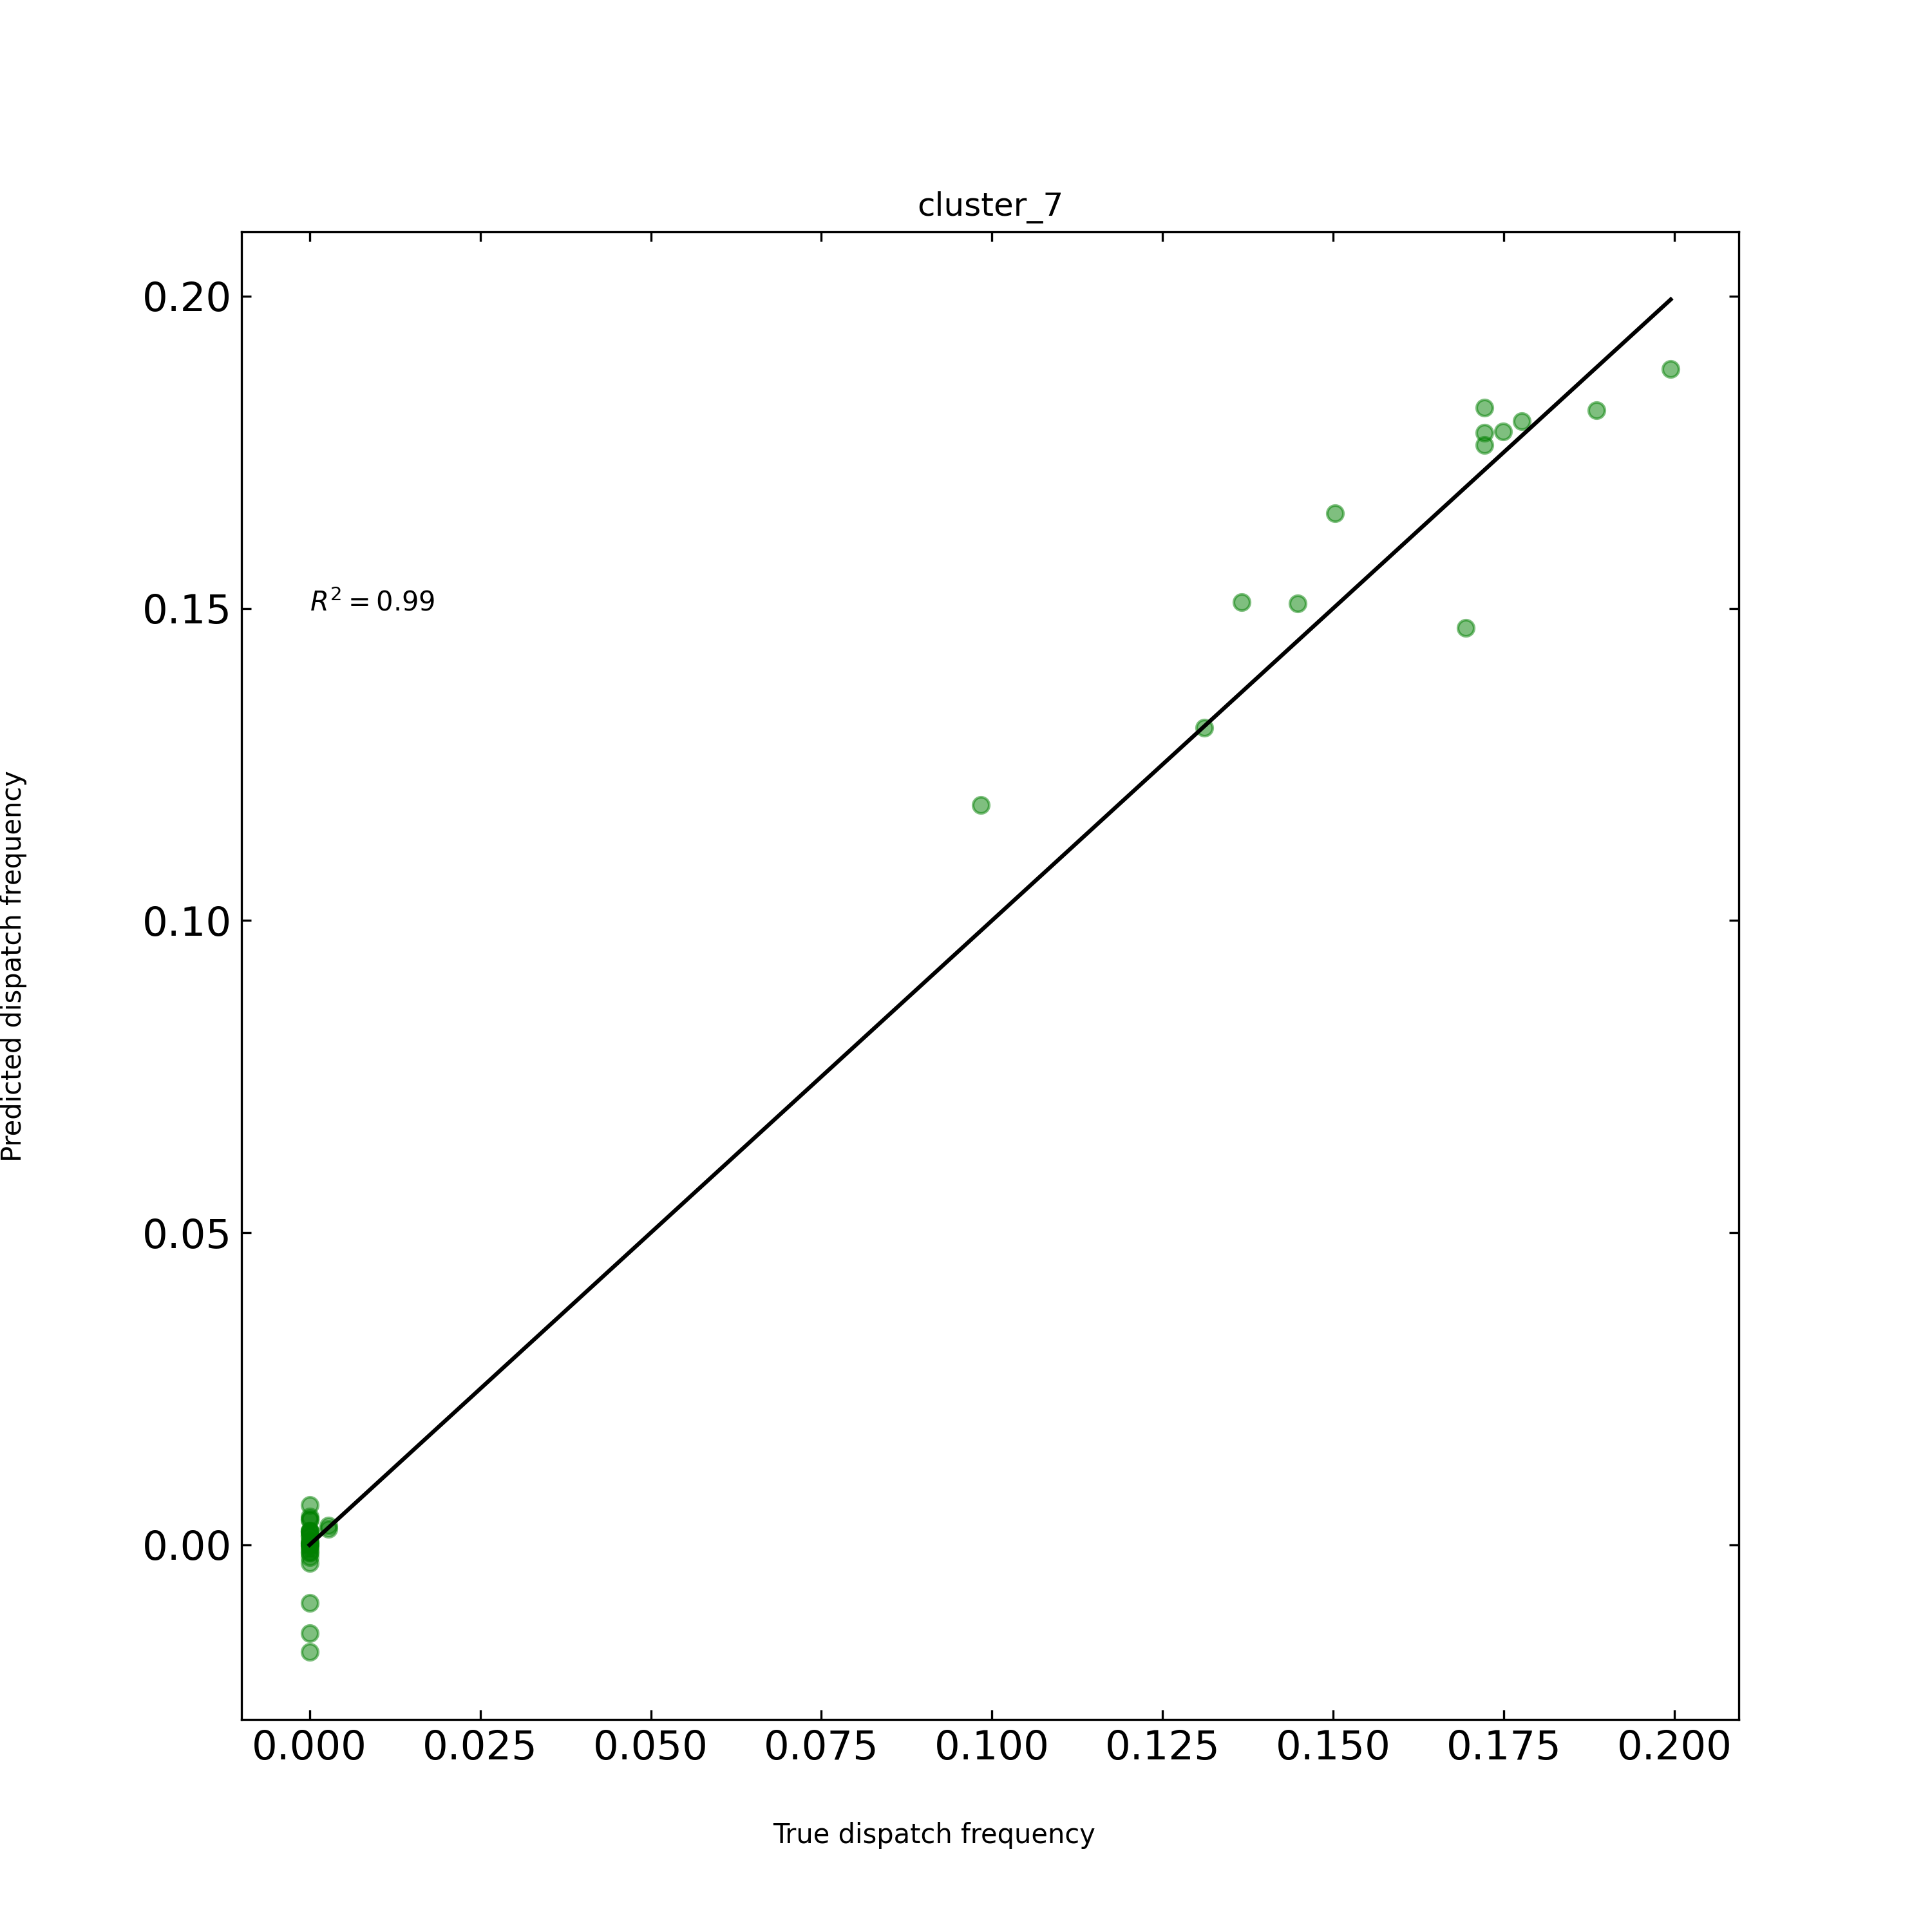 cluster_7
0.20
0.15
0.10
0.05
0.00
R² = 0.99
Predicted dispatch frequency
0.000 0.025 0.050 0.075 0.100 0.125 0.150 0.175 0.200
True dispatch frequency